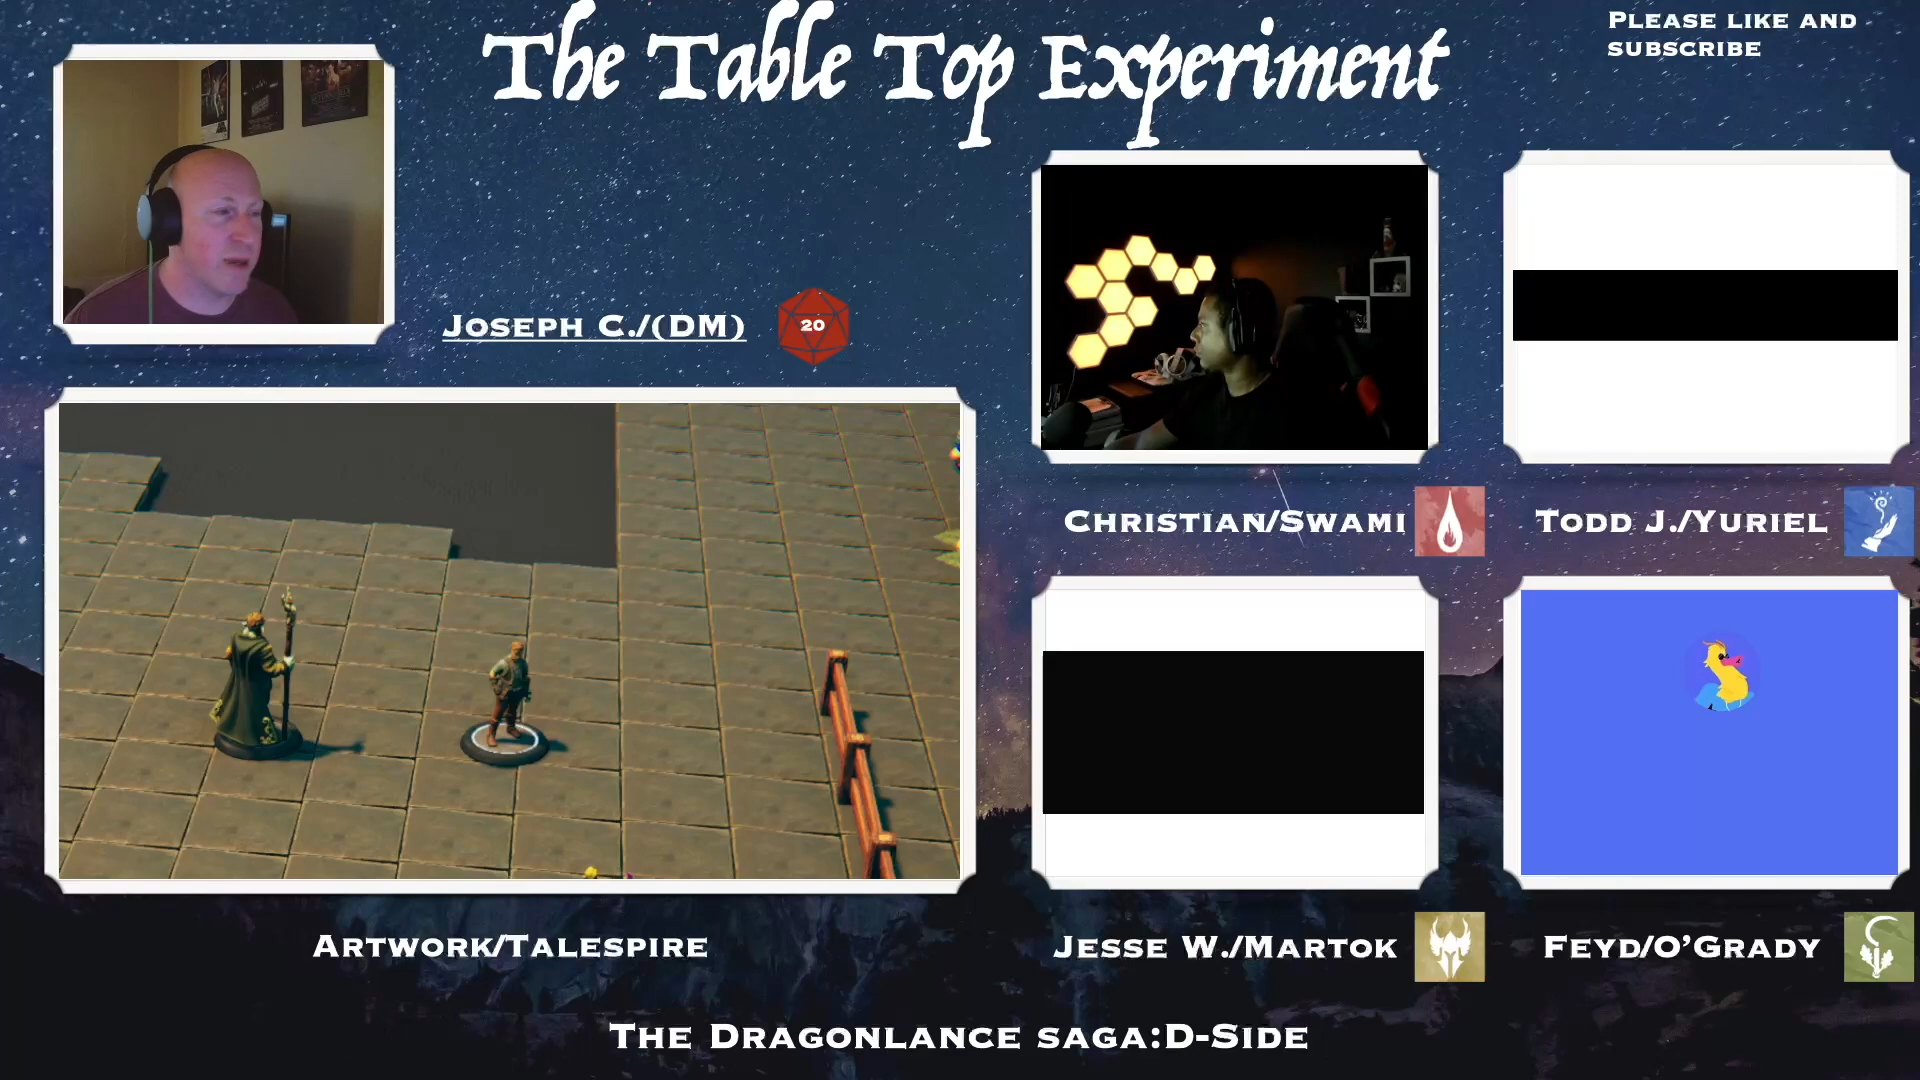 The Table Top Experiment
Please like and
subscribe
Joseph C./(DM)
20
Christian/Swami
Todd J./Yuriel
Artwork/Talespire
Jesse W./Martok
Feyd/O'Grady
The Dragonlance saga:D-Side